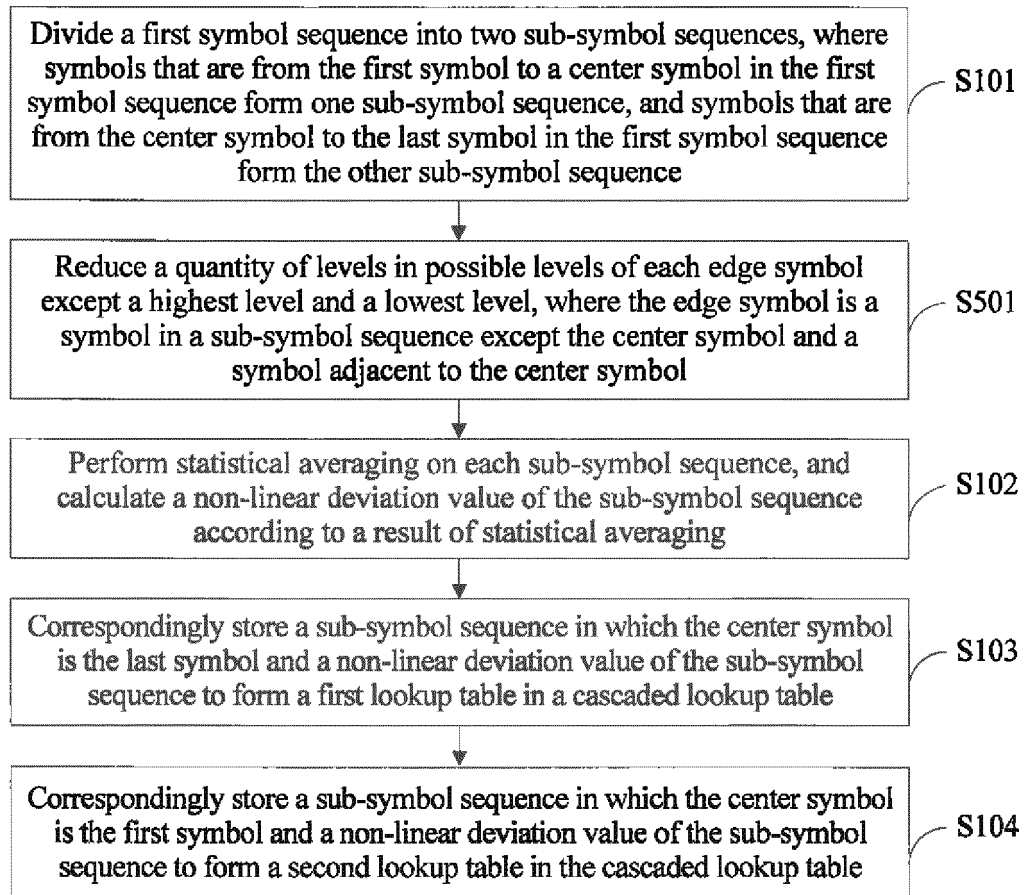 Divide a first symbol sequence into two sub-symbol sequences, where
symbols that are from the first symbol to a center symbol in the first
symbol sequence form one sub-symbol sequence, and symbols that are
from the center symbol to the last symbol in the first symbol sequence
form the other sub-symbol sequence
S101
Reduce a quantity of levels in possible levels of each edge symbol
except a highest level and a lowest level, where the edge symbol is a
symbol in a sub-symbol sequence except the center symbol and a
symbol adjacent to the center symbol
S501
Perform statistical averaging on each sub-symbol sequence, and
calculate a non-linear deviation value of the sub-symbol sequence
according to a result of statistical averaging
S102
Correspondingly store a sub-symbol sequence in which the center symbol
is the last symbol and a non-linear deviation value of the sub-symbol
sequence to form a first lookup table in a cascaded lookup table
S103
Correspondingly store a sub-symbol sequence in which the center symbol
is the first symbol and a non-linear deviation value of the sub-symbol
sequence to form a second lookup table in the cascaded lookup table
S104